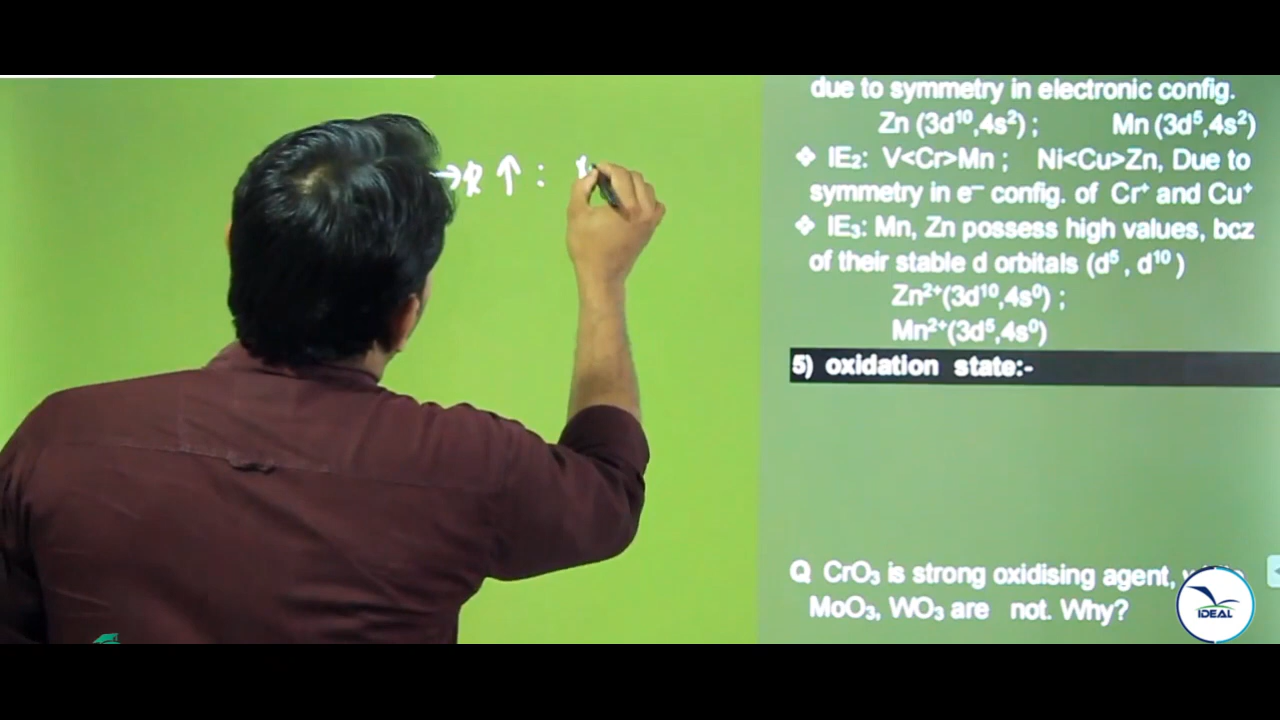 → ↑ :
due to symmetry in electronic config.
Zn (3d¹⁰,4s²) ; Mn (3d⁵,4s²)
❖ IE₂: V<Cr>Mn ; Ni<Cu>Zn, Due to
symmetry in e⁻ config. of Cr⁺ and Cu⁺
❖ IE₃: Mn, Zn possess high values, bcz
of their stable d orbitals (d⁵ , d¹⁰ )
Zn²⁺(3d¹⁰,4s⁰) ;
Mn²⁺(3d⁵,4s⁰)
5) oxidation state:-
Q CrO₃ is strong oxidising agent,
MoO₃, WO₃ are not. Why?
IDEAL